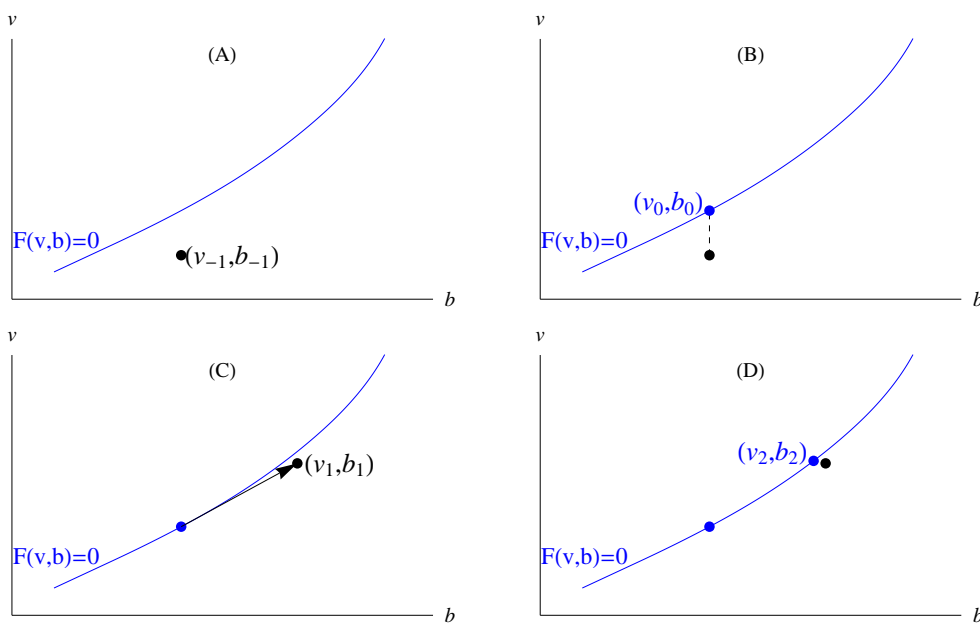 v
(A)
F(v,b)=0
(v₋₁,b₋₁)
b
v
(B)
(v₀,b₀)
F(v,b)=0
b
v
(C)
(v₁,b₁)
F(v,b)=0
b
v
(D)
(v₂,b₂)
F(v,b)=0
b